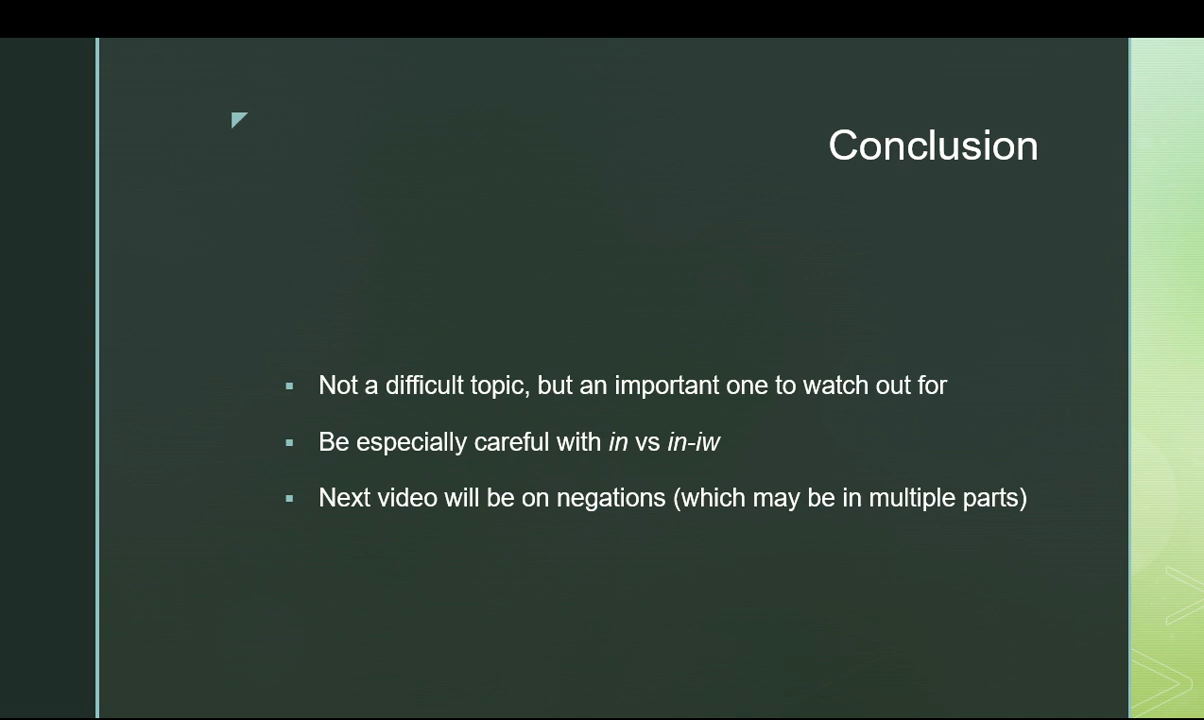 Conclusion
Not a difficult topic, but an important one to watch out for
Be especially careful with in vs in-iw
Next video will be on negations (which may be in multiple parts)